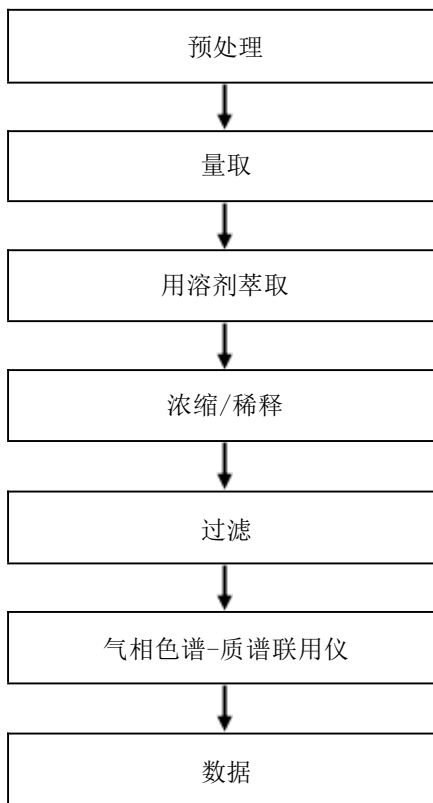 预处理
量取
用溶剂萃取
浓缩/稀释
过滤
气相色谱-质谱联用仪
数据